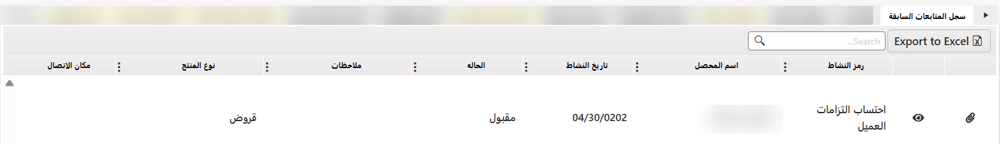 سجل المتابعات السابقة
Export to Excel
Search...
رمز النشاط
اسم المحصل
تاريخ النشاط
الحاله
ملاحظات
نوع المنتج
مكان الاتصال
احتساب التزامات
العميل
04/30/0202
مقبول
قروض